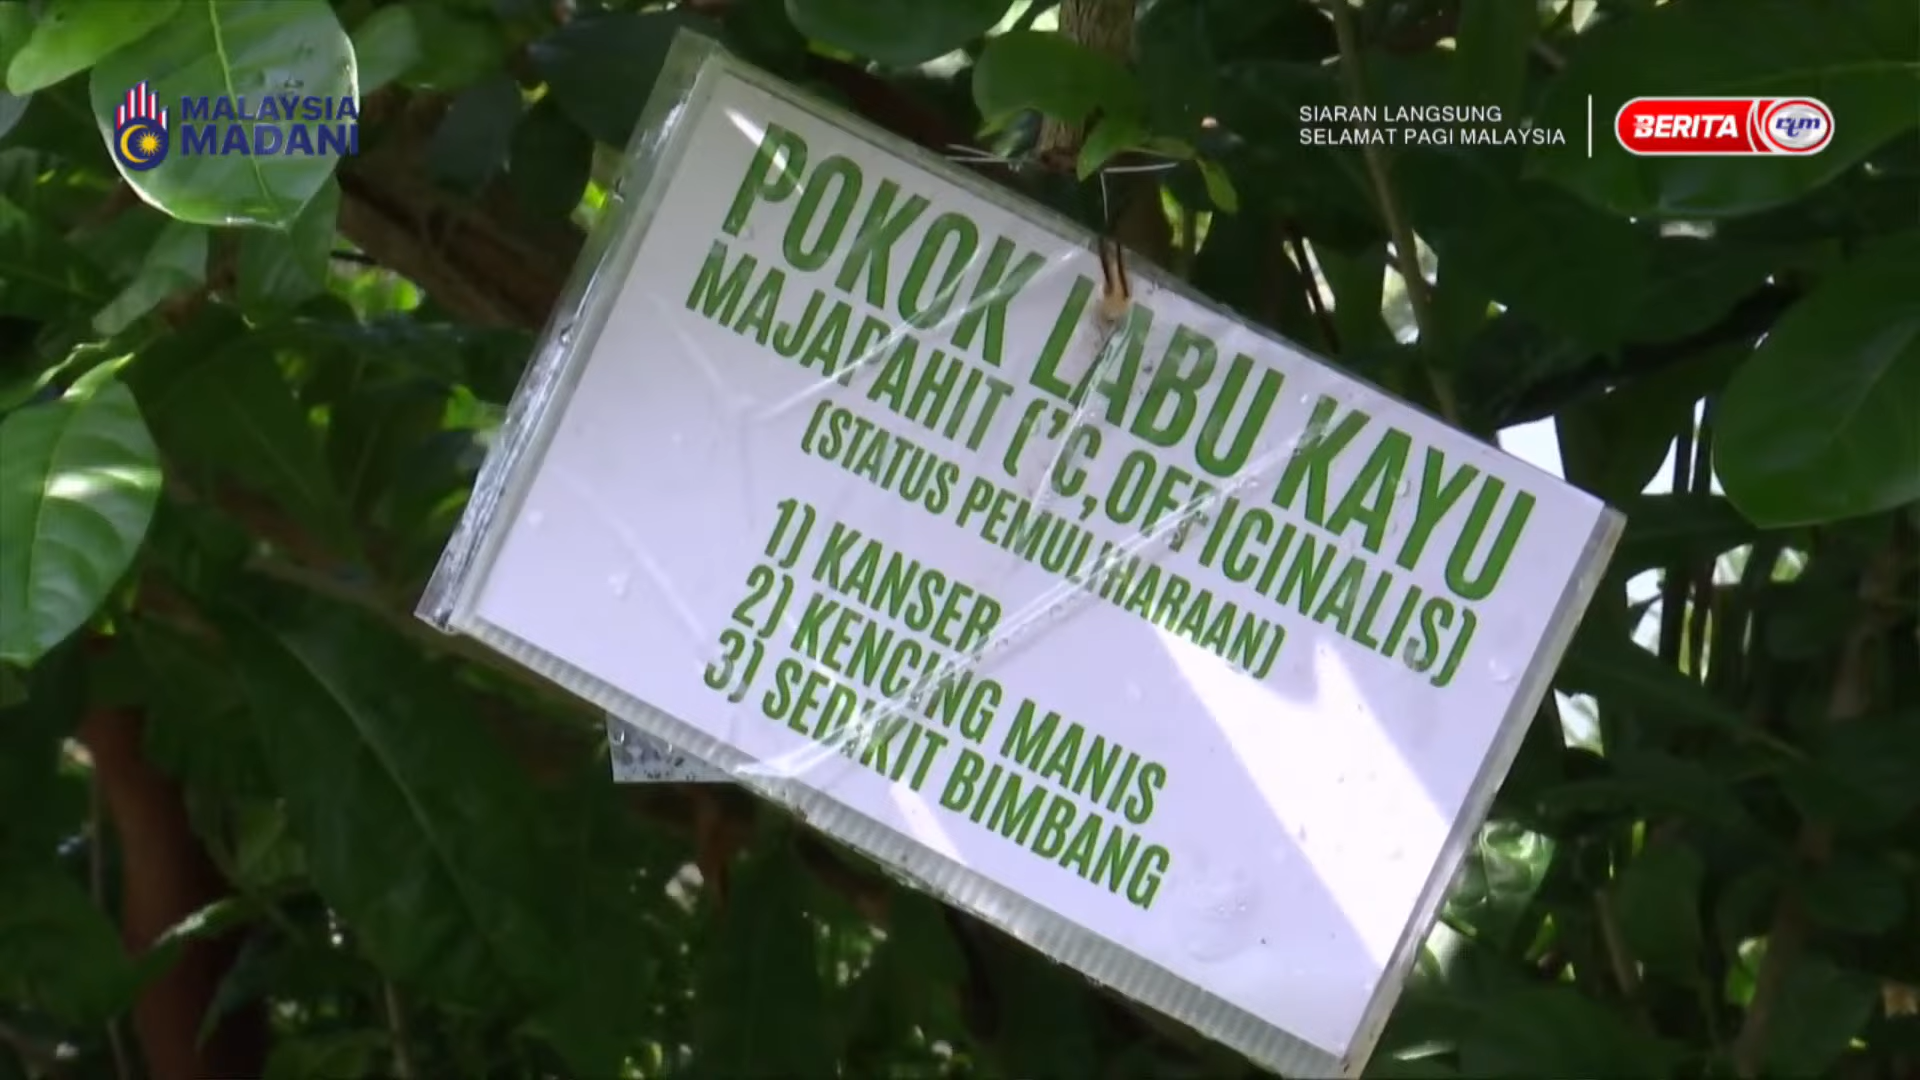 MALAYSIA
MADANI
SIARAN LANGSUNG
SELAMAT PAGI MALAYSIA
BERITA rtm
POKOK LABU KAYU
MAJAPAHIT ('C,OFFICINALIS)
(STATUS PEMULIHARAAN)
1) KANSER
2) KENCING MANIS
3) SEDIKIT BIMBANG